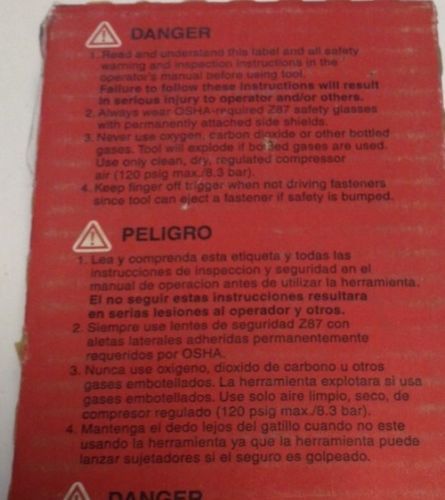 DANGER
1. Read and understand this label and all safety
warning and inspection instructions in the
operator's manual before using tool.
Failure to follow these instructions will result
in serious injury to operator and/or others.
2. Always wear OSHA-required Z87 safety glasses
with permanently attached side shields.
3. Never use oxygen, carbon dioxide or other bottled
gases. Tool will explode if bottled gases are used.
Use only clean, dry, regulated compressor
air (120 psig max./8.3 bar).
4. Keep finger off trigger when not driving fasteners
since tool can eject a fastener if safety is bumped.
PELIGRO
1. Lea y comprenda esta etiqueta y todas las
instrucciones de inspeccion y seguridad en el
manual de operacion antes de utilizar la herramienta.
El no seguir estas instrucciones resultara
en serias lesiones al operador y otros.
2. Siempre use lentes de seguridad Z87 con
aletas laterales adheridas permanentemente
requeridos por OSHA.
3. Nunca use oxigeno, dioxido de carbono u otros
gases embotellados. La herramienta explotara si usa
gases embotellados. Use solo aire limpio, seco, de
compresor regulado (120 psig max./8.3 bar).
4. Mantenga el dedo lejos del gatillo cuando no este
usando la herramienta ya que la herramienta puede
lanzar sujetadores si el seguro es golpeado.
DANGER